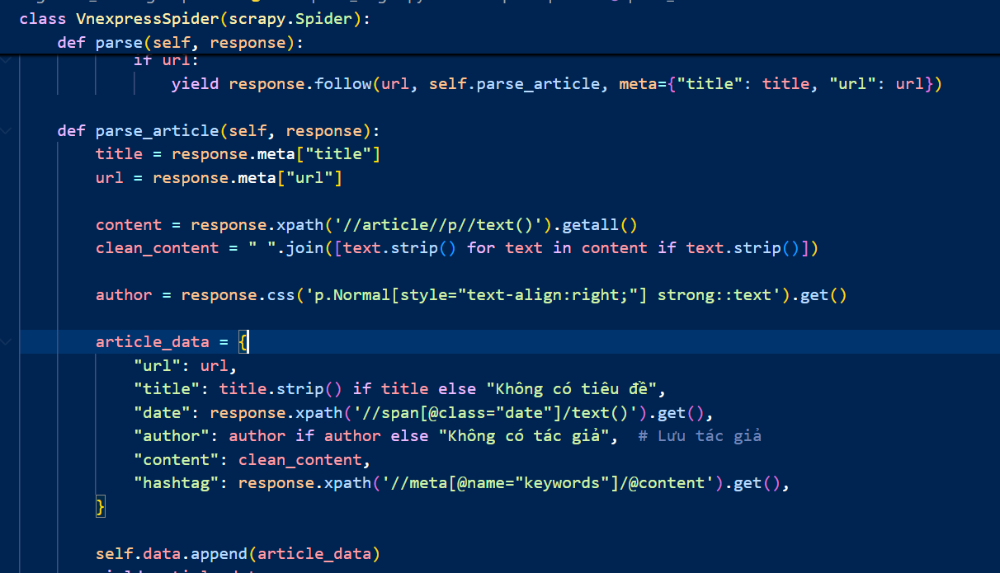 class VnexpressSpider(scrapy.Spider):
def parse(self, response):
if url:
yield response.follow(url, self.parse_article, meta={"title": title, "url": url})
def parse_article(self, response):
title = response.meta["title"]
url = response.meta["url"]
content = response.xpath('//article//p//text()').getall()
clean_content = " ".join([text.strip() for text in content if text.strip()])
author = response.css('p.Normal[style="text-align:right;"] strong::text').get()
article_data = {
"url": url,
"title": title.strip() if title else "Không có tiêu đề",
"date": response.xpath('//span[@class="date"]/text()').get(),
"author": author if author else "Không có tác giả",  # Lưu tác giả
"content": clean_content,
"hashtag": response.xpath('//meta[@name="keywords"]/@content').get(),
}
self.data.append(article_data)